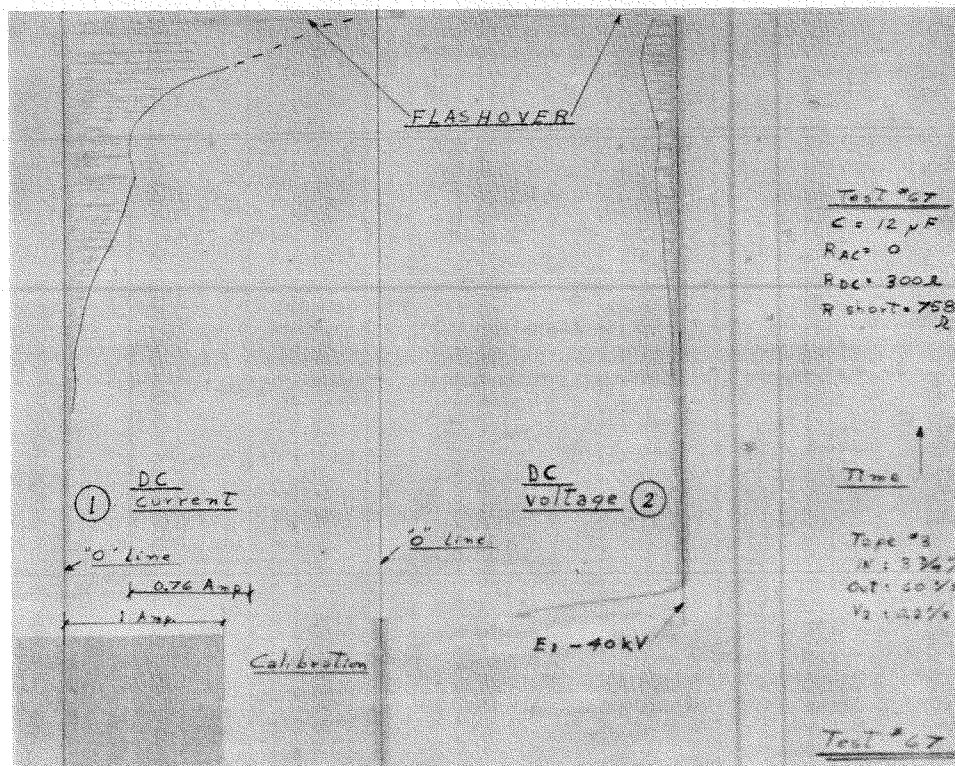 FLASHOVER
Test #67
C = 12 µF
RAC = 0
RDC = 300Ω
R short = 758
Ω
1
DC
current
DC
voltage
2
Time
"0" line
"0" line
0.76 Amp
1 Amp.
Tape #3
Calibration
E1 - 40kV
Test #67